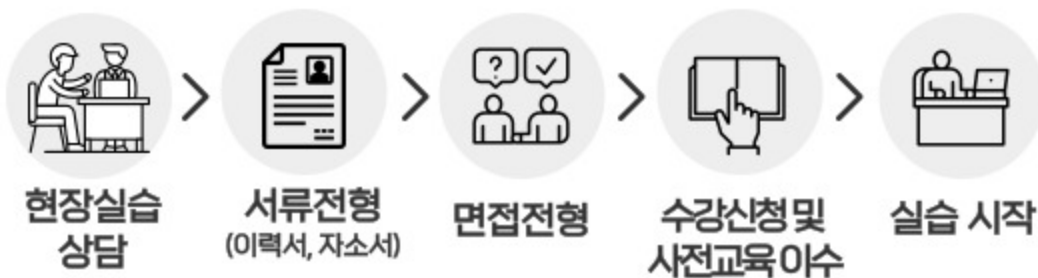 현장실습
상담
서류전형
(이력서, 자소서)
면접전형
수강신청 및
사전교육 이수
실습 시작